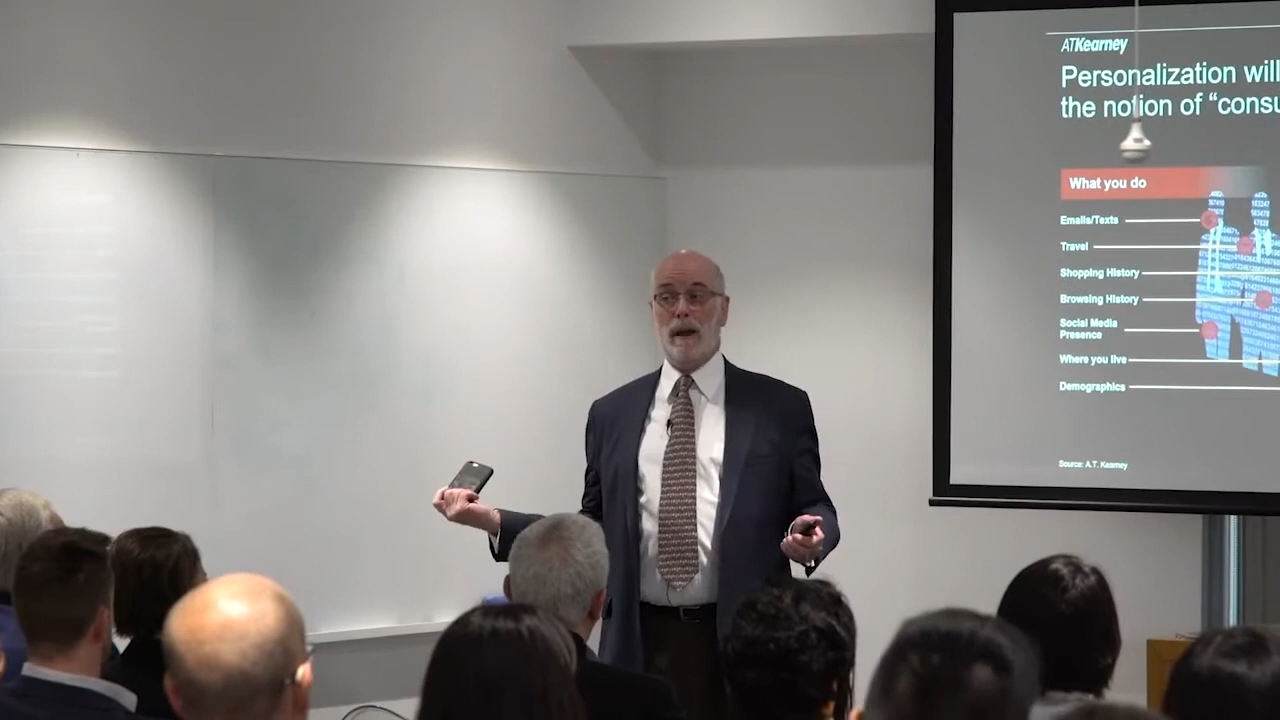 ATKearney
Personalization will
the notion of “consu
What you do
Emails/Texts
Travel
Shopping History
Browsing History
Social Media
Presence
Where you live
Demographics
Source: A.T. Kearney